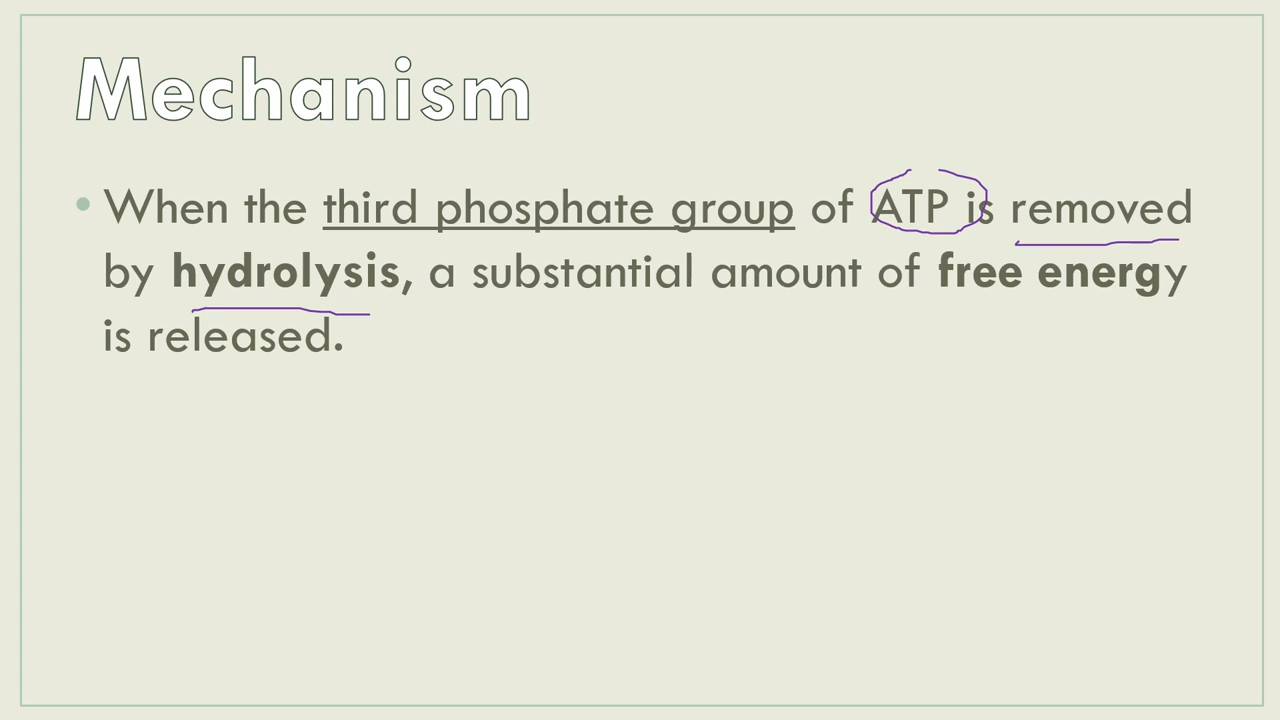 Mechanism
• When the third phosphate group of ATP is removed
by hydrolysis, a substantial amount of free energy
is released.